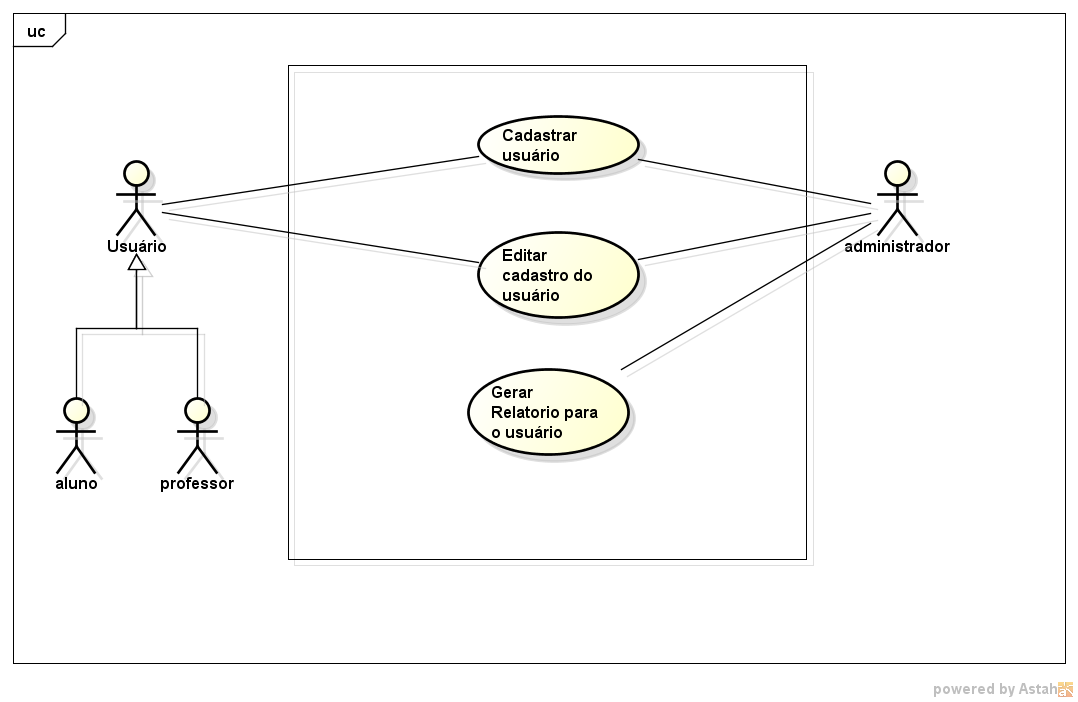 uc
Cadastrar
usuário
Usuário
administrador
Editar
cadastro do
usuário
Gerar
Relatorio para
o usuário
aluno
professor
powered by Astah